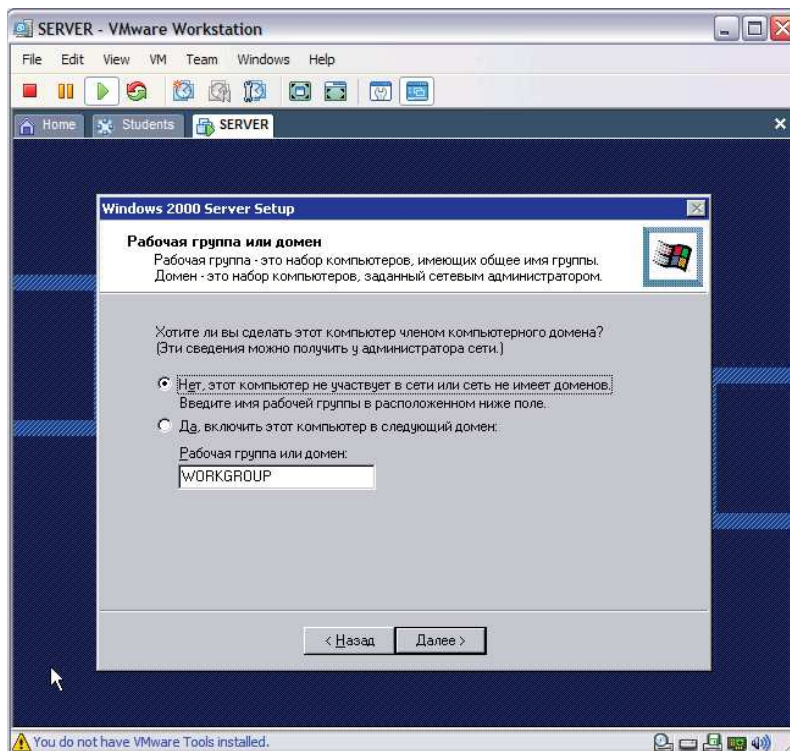 SERVER - VMware Workstation
File Edit View VM Team Windows Help
Home Students SERVER
Windows 2000 Server Setup
Рабочая группа или домен
Рабочая группа - это набор компьютеров, имеющих общее имя группы.
Домен - это набор компьютеров, заданный сетевым администратором.
Хотите ли вы сделать этот компьютер членом компьютерного домена?
(Эти сведения можно получить у администратора сети.)
Нет, этот компьютер не участвует в сети или сеть не имеет доменов.
Введите имя рабочей группы в расположенном ниже поле.
Да, включить этот компьютер в следующий домен:
Рабочая группа или домен:
WORKGROUP
< Назад Далее >
You do not have VMware Tools installed.